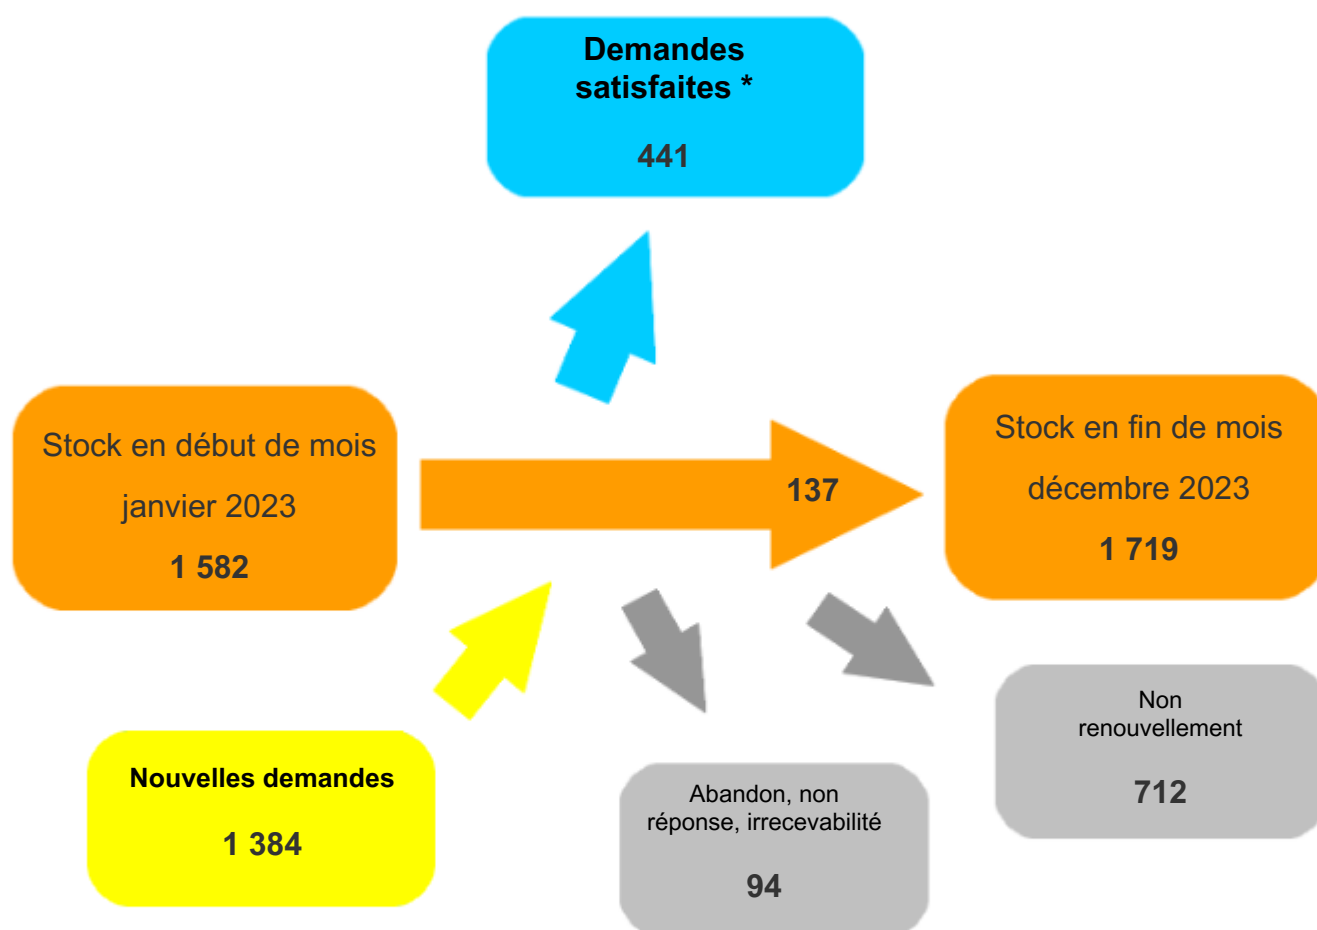 Demandes
satisfaites *
441
Stock en début de mois
janvier 2023
1 582
137
Stock en fin de mois
décembre 2023
1 719
Nouvelles demandes
1 384
Abandon, non
réponse, irrecevabilité
94
Non
renouvellement
712